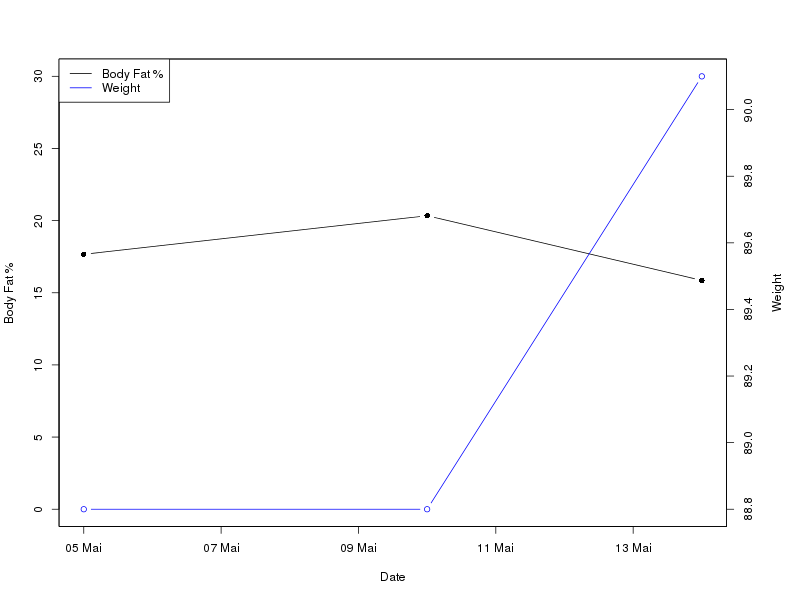 Body Fat %
Weight
30
25
20
15
10
5
0
Body Fat %
90.0
89.8
89.6
89.4
89.2
89.0
88.8
Weight
05 Mai
07 Mai
09 Mai
11 Mai
13 Mai
Date